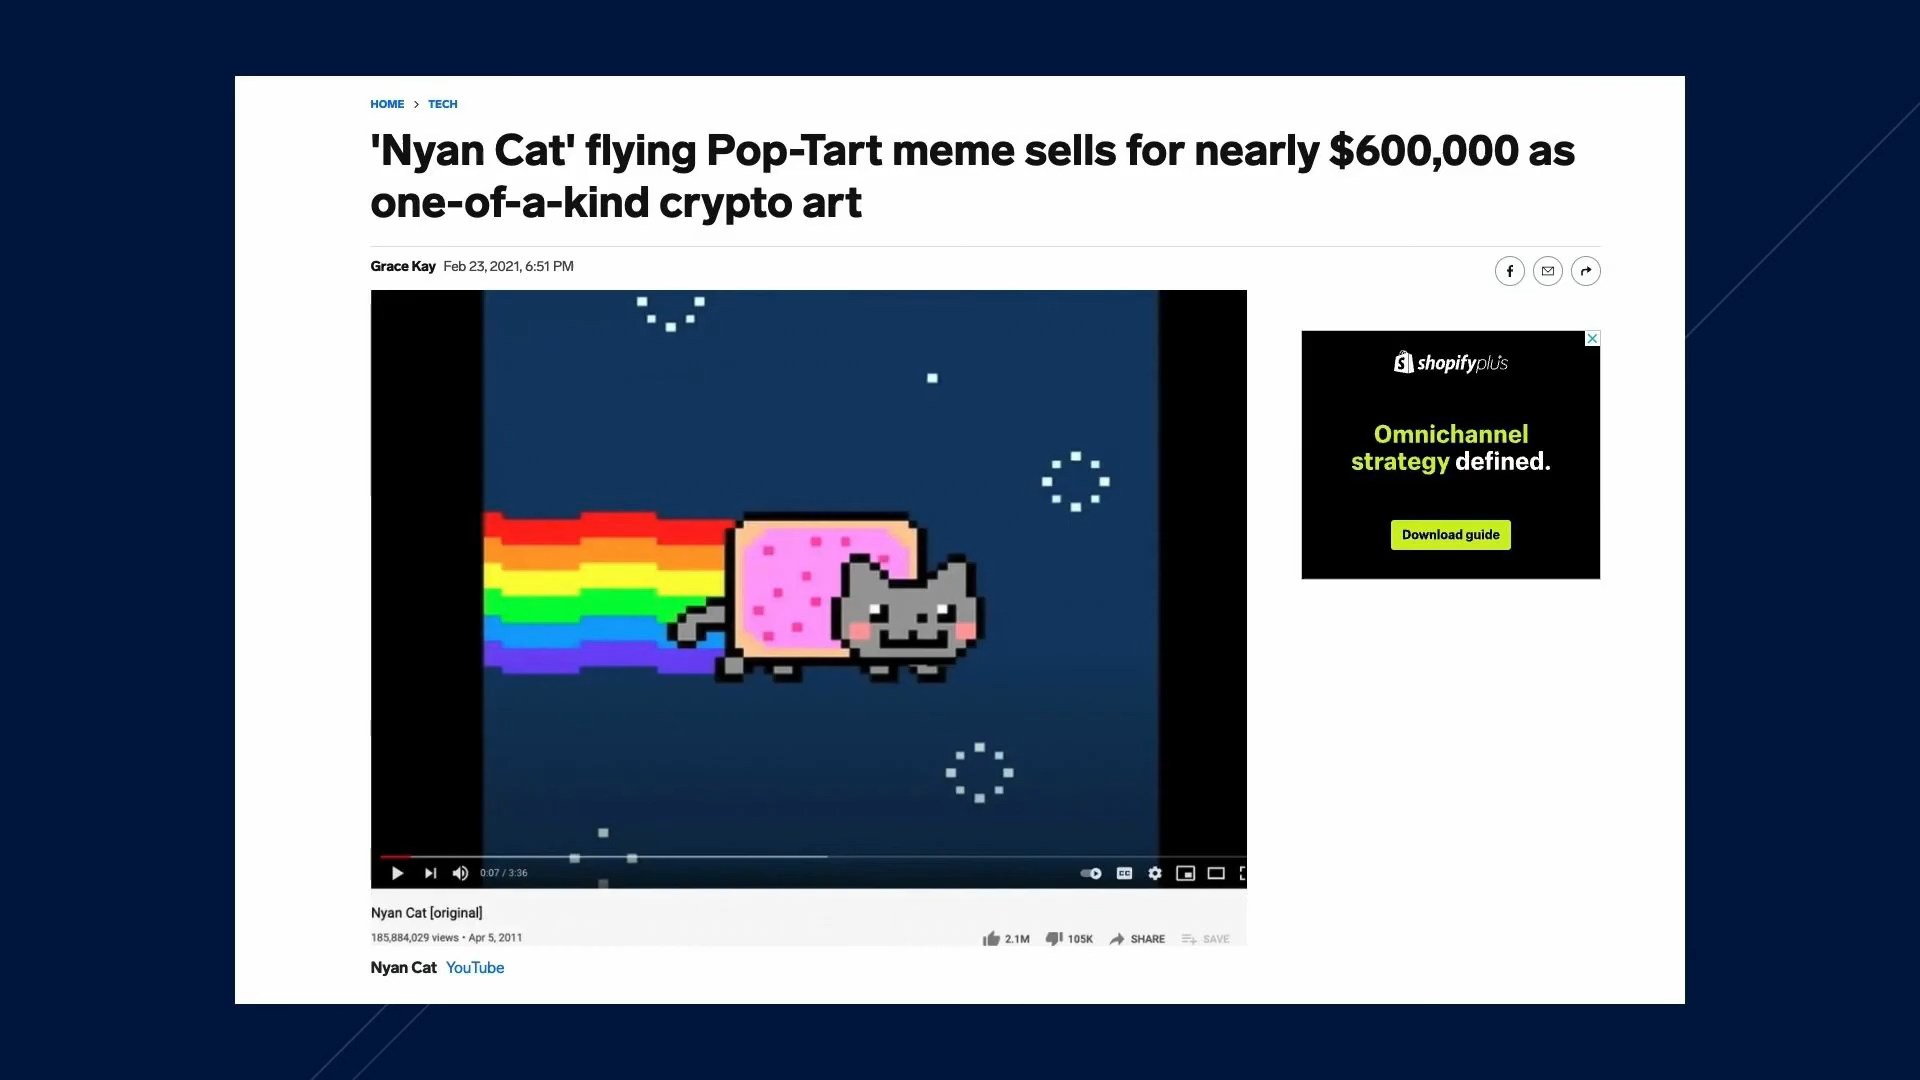 HOME > TECH
'Nyan Cat' flying Pop-Tart meme sells for nearly $600,000 as
one-of-a-kind crypto art
Grace Kay Feb 23, 2021, 6:51 PM
shopifyplus
Omnichannel
strategy defined.
Download guide
0:07 / 3:36
CC
Nyan Cat [original]
185,884,029 views • Apr 5, 2011
2.1M 105K SHARE SAVE
Nyan Cat YouTube